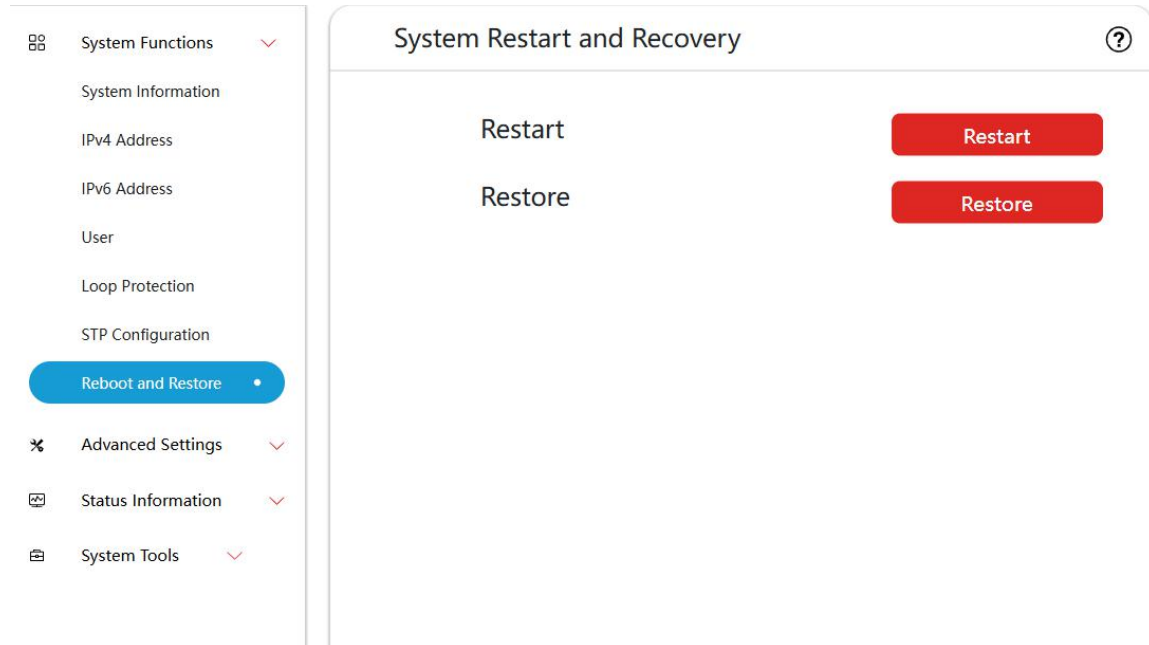 System Functions
System Information
IPv4 Address
IPv6 Address
User
Loop Protection
STP Configuration
Reboot and Restore
Advanced Settings
Status Information
System Tools
System Restart and Recovery
?
Restart Restart
Restore Restore